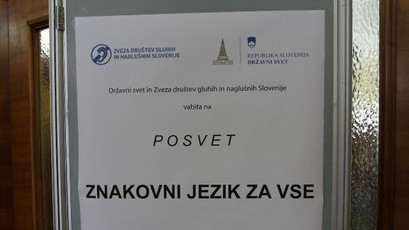 ZVEZA DRUŠTEV GLUHIH
IN NAGLUŠNIH SLOVENIJE
REPUBLIKA SLOVENIJA
DRŽAVNI SVET
Državni svet in Zveza društev gluhih in naglušnih Slovenije
vabita na
POSVET
ZNAKOVNI JEZIK ZA VSE